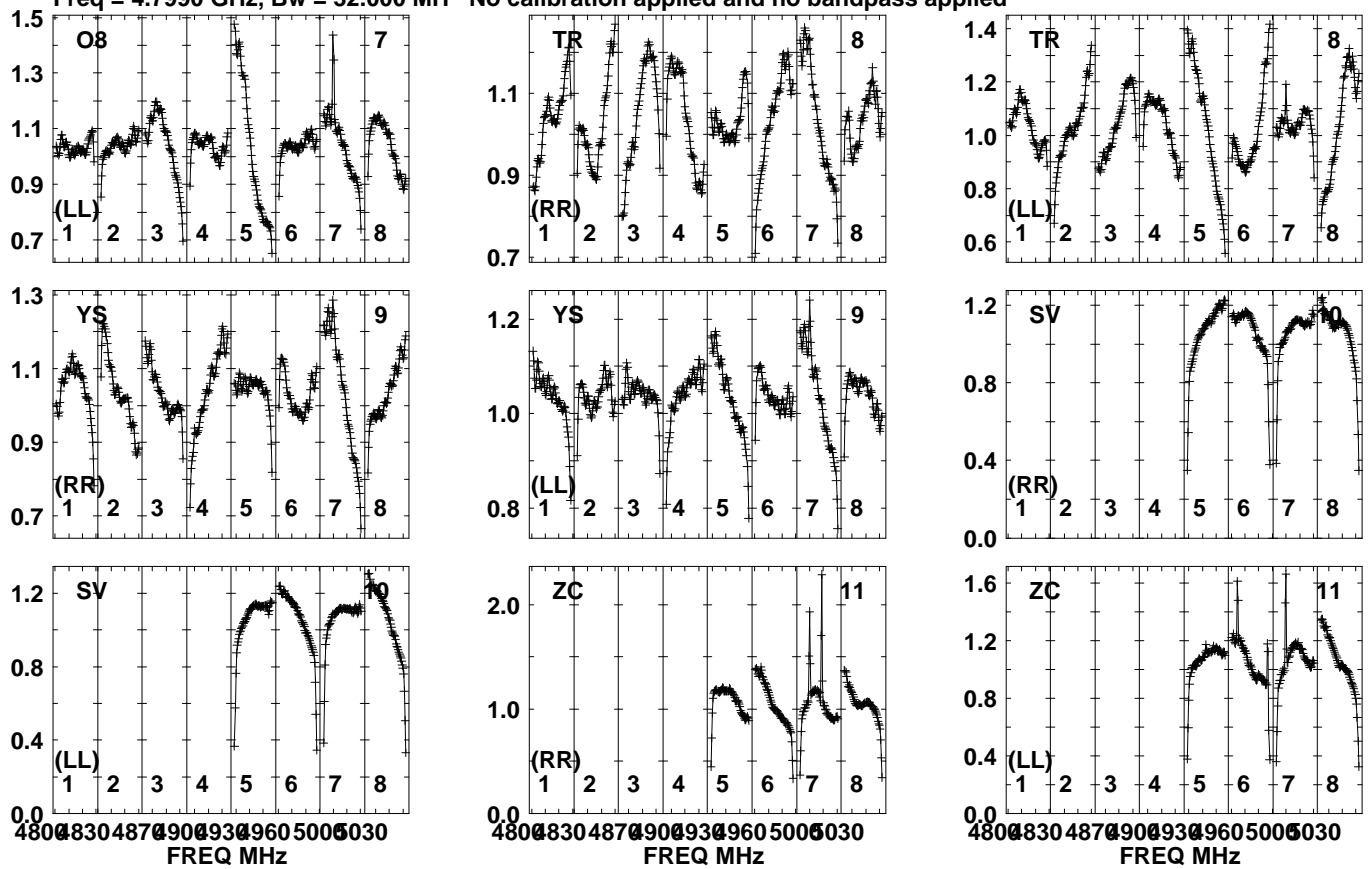 Freq = 4.7990 GHz, Bw = 32.000 MH No calibration applied and no bandpass applied
1.5
1.3
1.1
0.9
0.7
O8 7
(LL)
1 2 3 4 5 6 7 8
1.1
0.9
0.7
TR 8
(RR)
1 2 3 4 5 6 7 8
1.4
1.2
1.0
0.8
0.6
TR 8
(LL)
1 2 3 4 5 6 7 8
1.3
1.1
0.9
0.7
YS 9
(RR)
1 2 3 4 5 6 7 8
1.2
1.0
0.8
YS 9
(LL)
1 2 3 4 5 6 7 8
1.2
0.8
0.4
0.0
SV 10
(RR)
1 2 3 4 5 6 7 8
1.2
0.8
0.4
0.0
SV 10
(LL)
1 2 3 4 5 6 7 8
4800 4830 4870 4900 4930 4960 5000 5030
FREQ MHz
2.0
1.0
0.0
ZC 11
(RR)
1 2 3 4 5 6 7 8
4800 4830 4870 4900 4930 4960 5000 5030
FREQ MHz
1.6
1.2
0.8
0.4
0.0
ZC 11
(LL)
1 2 3 4 5 6 7 8
4800 4830 4870 4900 4930 4960 5000 5030
FREQ MHz